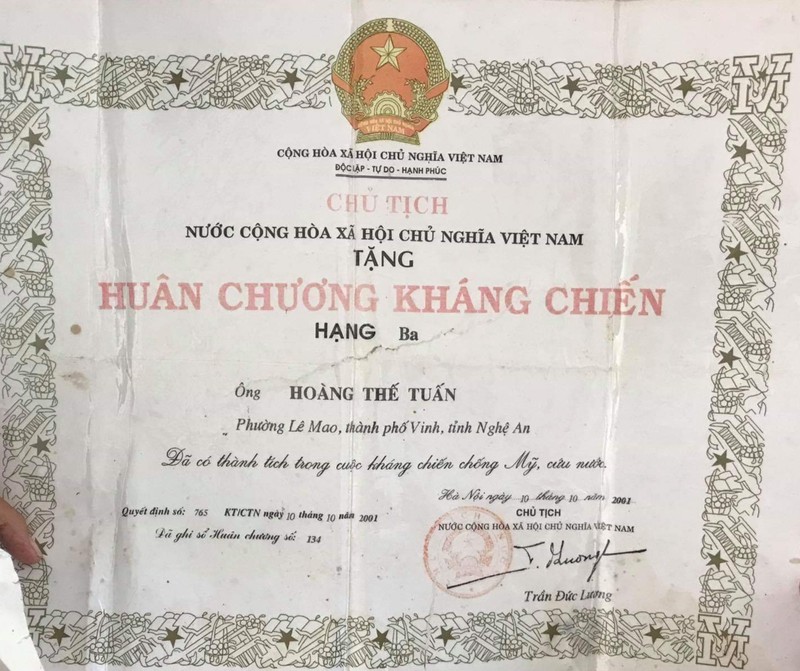 VIỆT NAM
CỘNG HÒA XÃ HỘI CHỦ NGHĨA VIỆT NAM
ĐỘC LẬP - TỰ DO - HẠNH PHÚC
CHỦ TỊCH
NƯỚC CỘNG HÒA XÃ HỘI CHỦ NGHĨA VIỆT NAM
TẶNG
HUÂN CHƯƠNG KHÁNG CHIẾN
HẠNG Ba
Ông HOÀNG THẾ TUẤN
Phường Lê Mao, thành phố Vinh, tỉnh Nghệ An
Đã có thành tích trong cuộc kháng chiến chống Mỹ, cứu nước.
Hà Nội ngày 10 tháng 10 năm 2001
Quyết định số: 765 KT/CTN ngày 10 tháng 10 năm 2001
Đã ghi sổ Huân chương số: 134
CHỦ TỊCH
NƯỚC CỘNG HÒA XÃ HỘI CHỦ NGHĨA VIỆT NAM
Trần Đức Lương